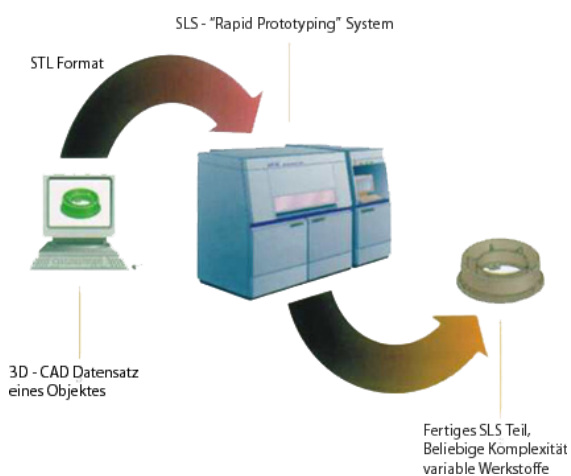 SLS - "Rapid Prototyping" System
STL Format
3D - CAD Datensatz
eines Objektes
Fertiges SLS Teil,
Beliebige Komplexität
variable Werkstoffe